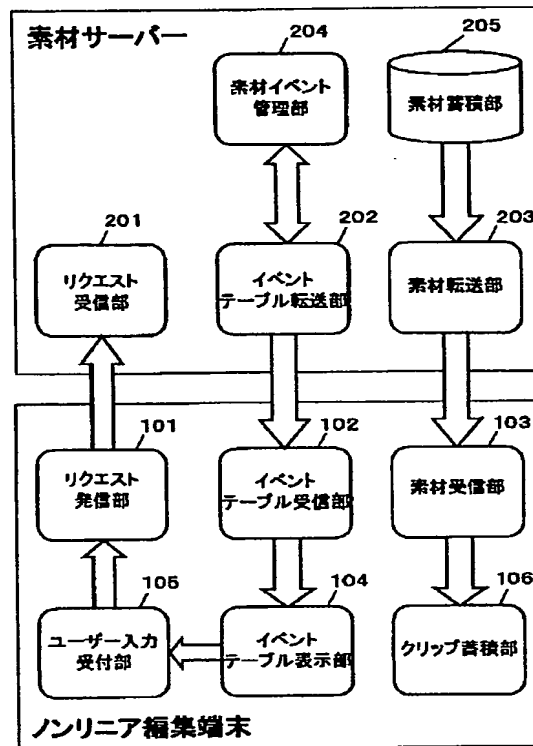 素材サーバー
204
205
素材イベント
管理部
素材蓄積部
201
202
203
リクエスト
受信部
イベント
テーブル転送部
素材転送部
101
102
103
リクエスト
発信部
イベント
テーブル受信部
素材受信部
105
104
106
ユーザー入力
受付部
イベント
テーブル表示部
クリップ蓄積部
ノンリニア編集端末